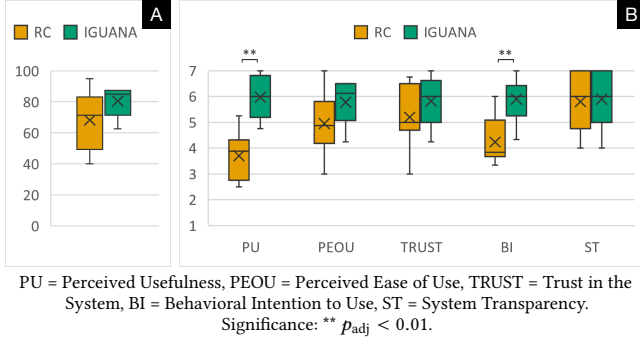 A
RC IGUANA
100
80
60
40
20
0
B
RC IGUANA
7
6
5
4
3
2
1
**
**
PU PEOU TRUST BI ST
PU = Perceived Usefulness, PEOU = Perceived Ease of Use, TRUST = Trust in the
System, BI = Behavioral Intention to Use, ST = System Transparency.
Significance: ** p_adj < 0.01.